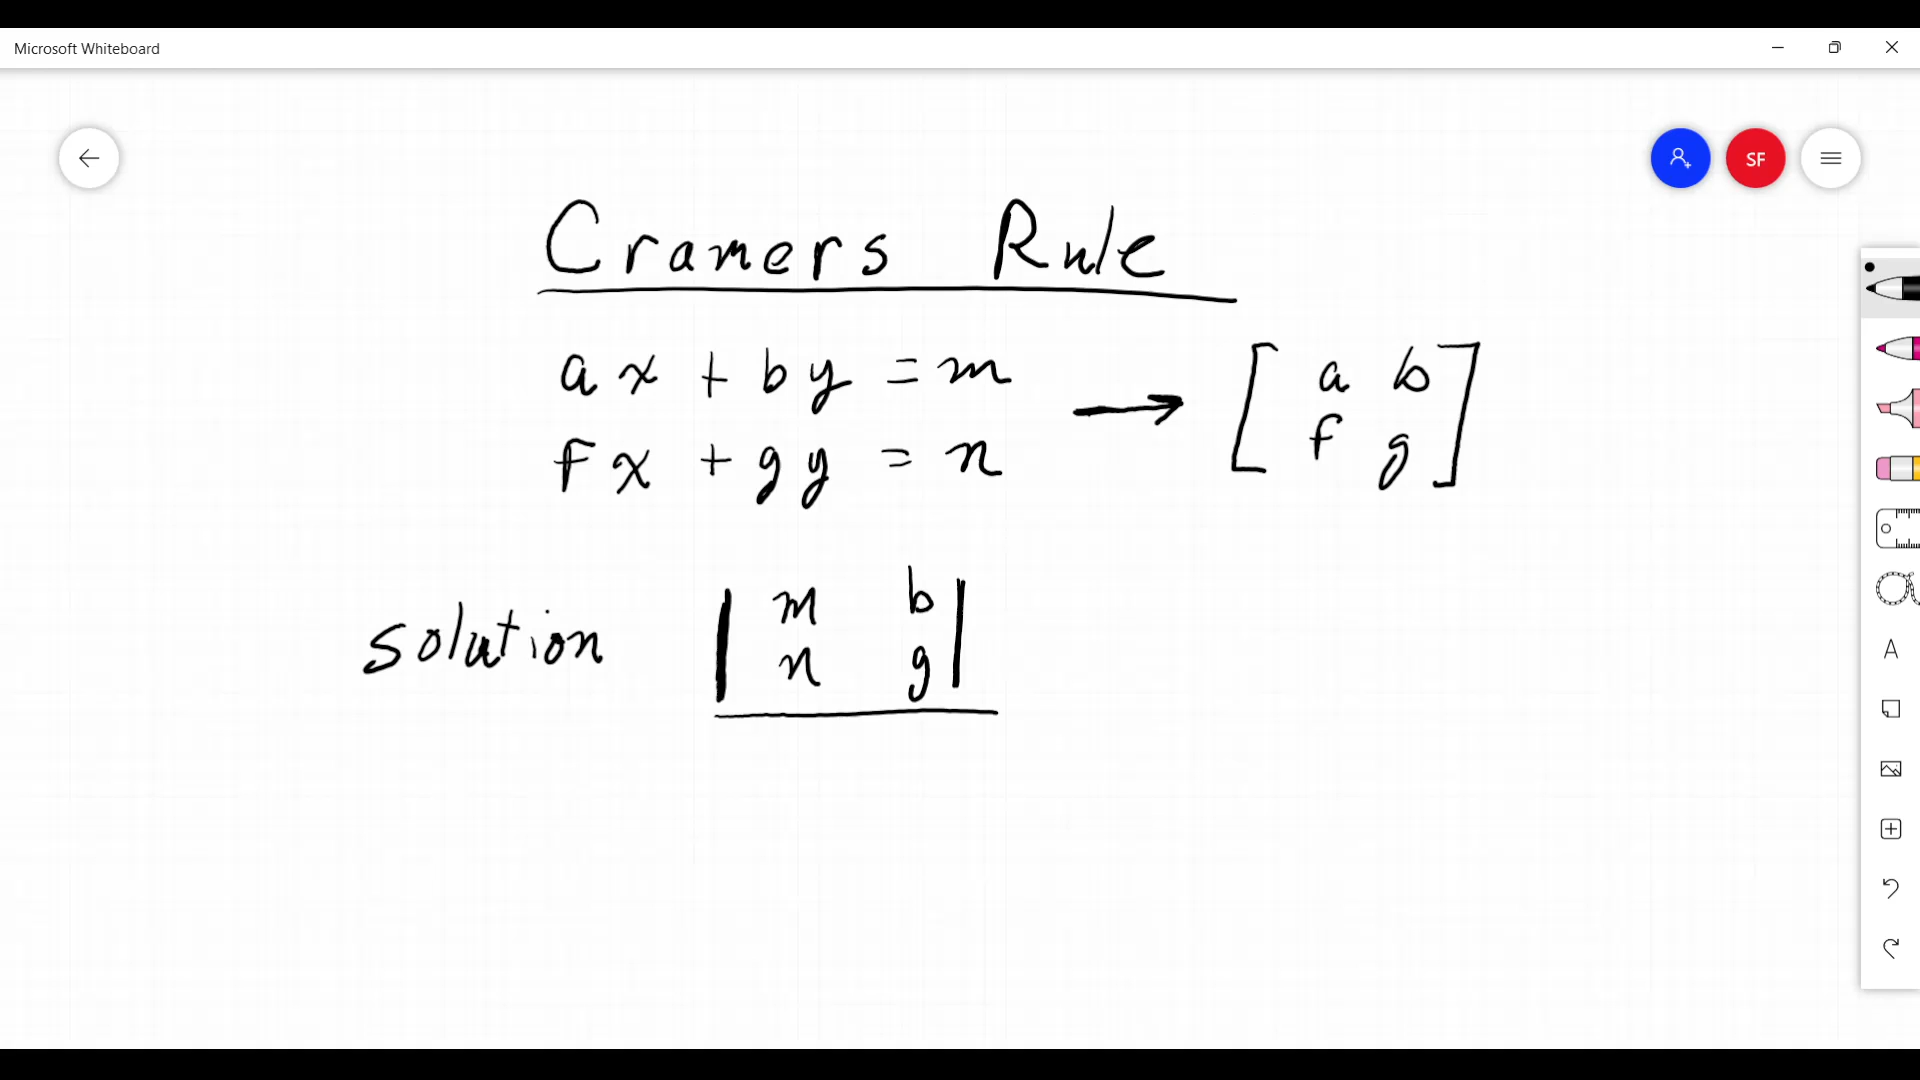 Microsoft Whiteboard
SF
Cramers Rule
ax + by = m
fx + gy = n
→
[ a b
f g ]
solution
| m b |
| n g |
A